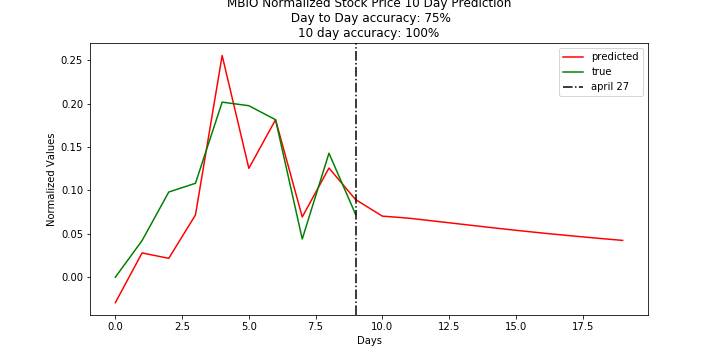 MBIO Normalized Stock Price 10 Day Prediction
Day to Day accuracy: 75%
10 day accuracy: 100%
predicted
true
april 27
Normalized Values
0.25
0.20
0.15
0.10
0.05
0.00
0.0 2.5 5.0 7.5 10.0 12.5 15.0 17.5
Days